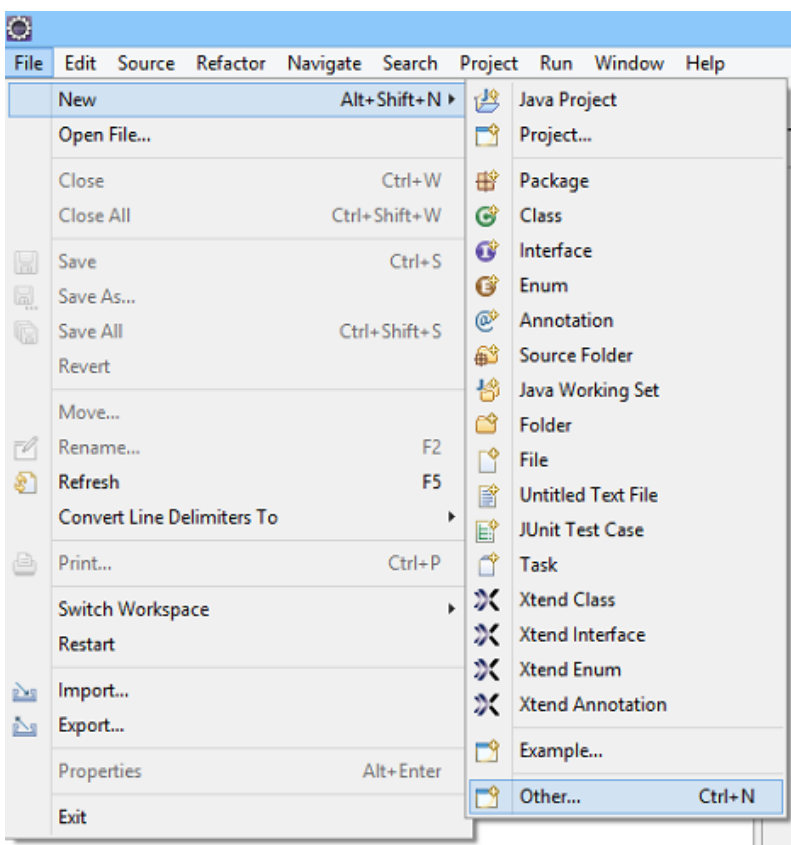 File Edit Source Refactor Navigate Search Project Run Window Help
New Alt+Shift+N
Open File...
Close Ctrl+W
Close All Ctrl+Shift+W
Save Ctrl+S
Save As...
Save All Ctrl+Shift+S
Revert
Move...
Rename... F2
Refresh F5
Convert Line Delimiters To
Print... Ctrl+P
Switch Workspace
Restart
Import...
Export...
Properties Alt+Enter
Exit
Java Project
Project...
Package
Class
Interface
Enum
Annotation
Source Folder
Java Working Set
Folder
File
Untitled Text File
JUnit Test Case
Task
Xtend Class
Xtend Interface
Xtend Enum
Xtend Annotation
Example...
Other... Ctrl+N